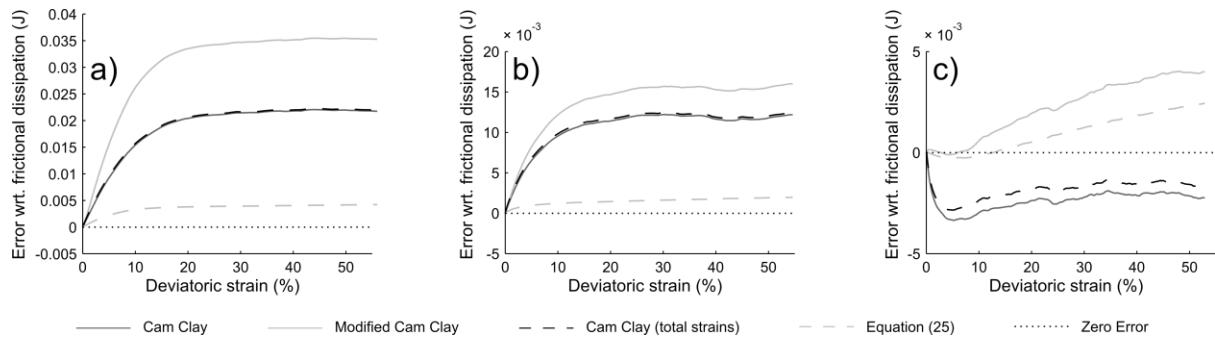 a)
Error wrt. frictional dissipation (J)
0.04
0.035
0.03
0.025
0.02
0.015
0.01
0.005
0
-0.005
0 10 20 30 40 50
Deviatoric strain (%)
b)
Error wrt. frictional dissipation (J)
× 10⁻³
20
15
10
5
0
-5
0 10 20 30 40 50
Deviatoric strain (%)
c)
Error wrt. frictional dissipation (J)
× 10⁻³
5
0
-5
0 10 20 30 40 50
Deviatoric strain (%)
Cam Clay Modified Cam Clay Cam Clay (total strains) Equation (25) Zero Error